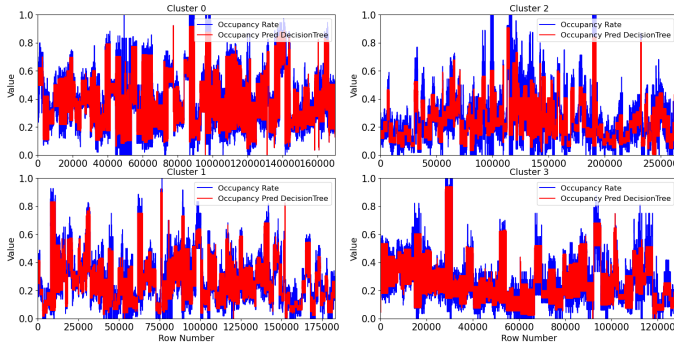 Cluster 0
Value
1.0
0.8
0.6
0.4
0.2
0.0
Occupancy Rate
Occupancy Pred DecisionTree
0 20000 40000 60000 80000 100000 120000 140000 160000
Cluster 2
Value
1.0
0.8
0.6
0.4
0.2
0.0
Occupancy Rate
Occupancy Pred DecisionTree
0 50000 100000 150000 200000 250000
Cluster 1
Value
1.0
0.8
0.6
0.4
0.2
0.0
Occupancy Rate
Occupancy Pred DecisionTree
0 25000 50000 75000 100000 125000 150000 175000
Row Number
Cluster 3
Value
1.0
0.8
0.6
0.4
0.2
0.0
Occupancy Rate
Occupancy Pred DecisionTree
0 20000 40000 60000 80000 100000 120000
Row Number